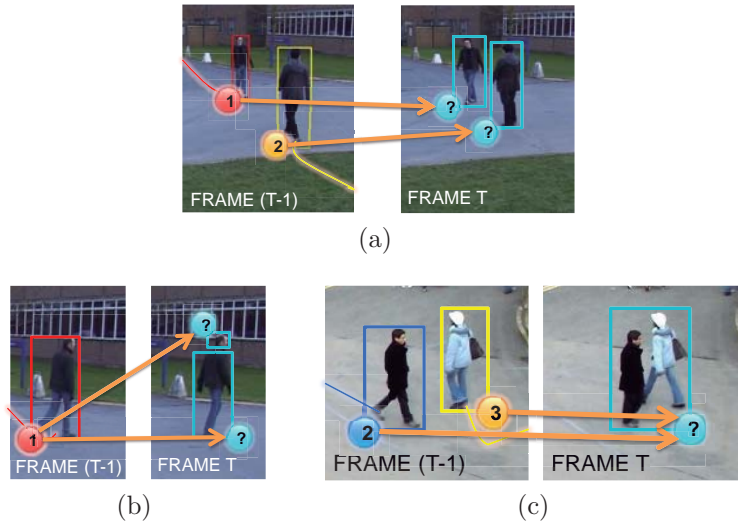 1
2
?
?
FRAME (T-1)
FRAME T
(a)
1
?
?
FRAME (T-1)
FRAME T
2
3
?
FRAME (T-1)
FRAME T
(b)
(c)